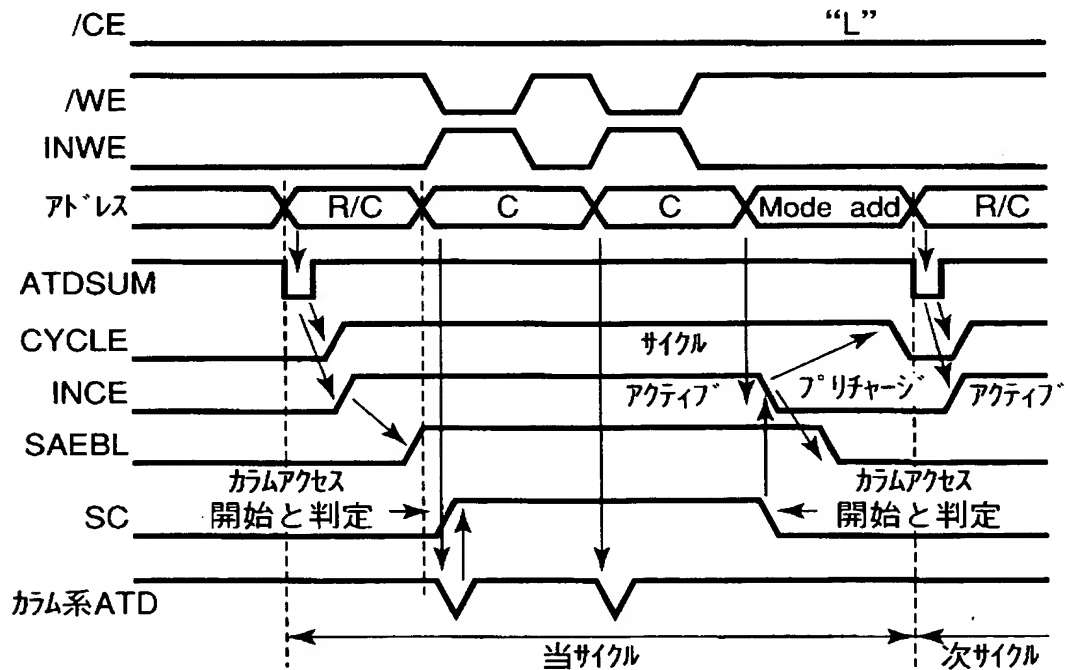 /CE
“L”
/WE
INWE
ｱﾄﾞﾚｽ
R/C
C
C
Mode add
R/C
ATDSUM
CYCLE
ｻｲｸﾙ
INCE
ｱｸﾃｨﾌﾞ
ﾌﾟﾘﾁｬｰｼﾞ
ｱｸﾃｨﾌﾞ
SAEBL
ｶﾗﾑｱｸｾｽ
開始と判定
ｶﾗﾑｱｸｾｽ
開始と判定
SC
ｶﾗﾑ系ATD
当ｻｲｸﾙ
次ｻｲｸﾙ